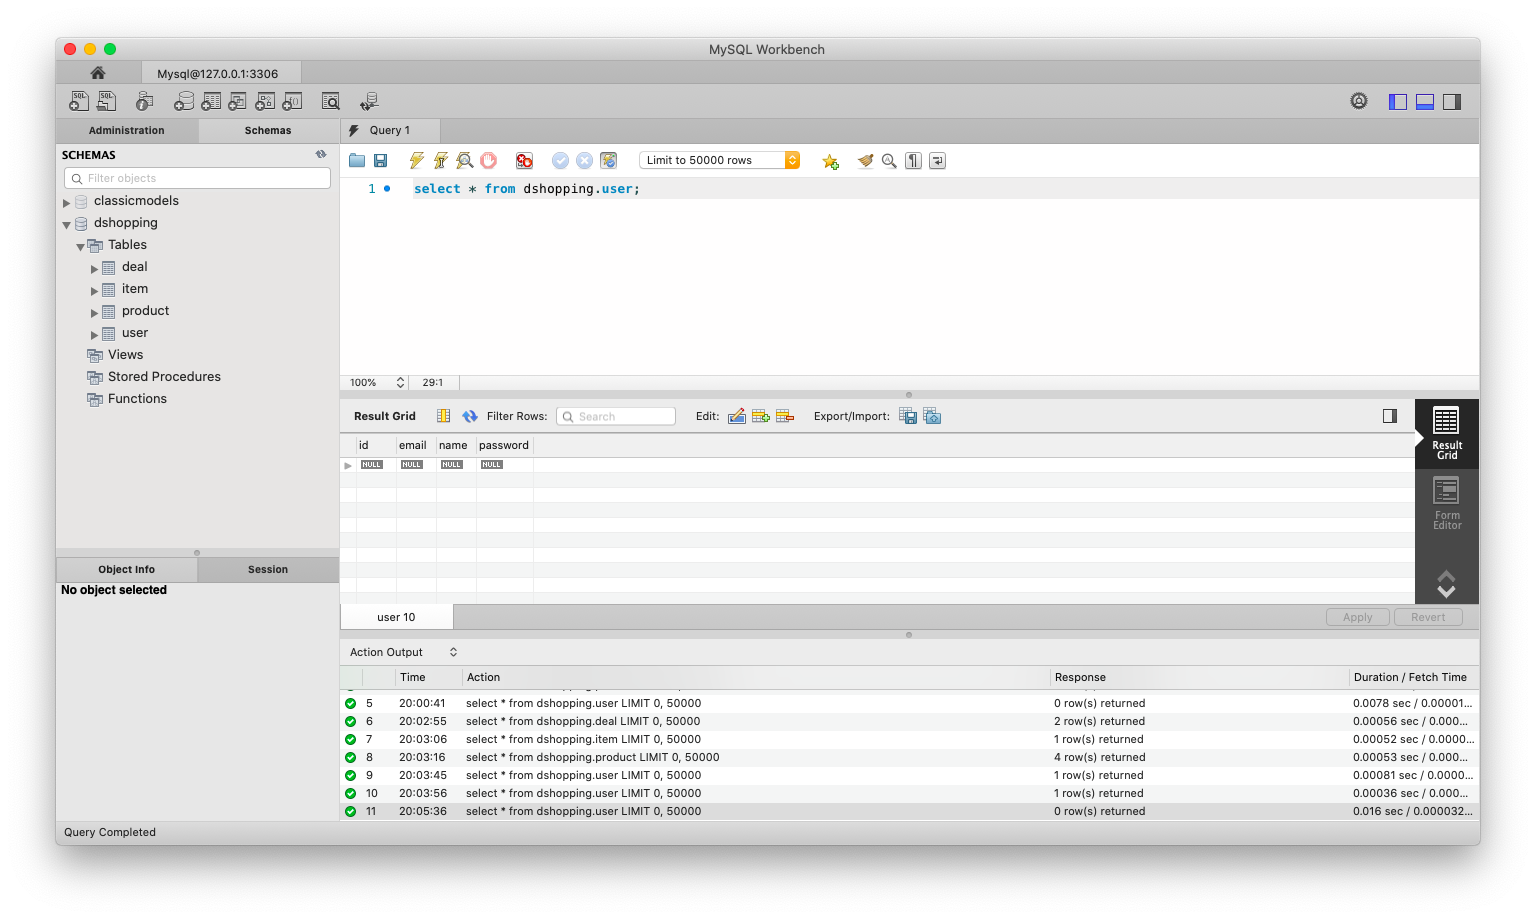 MySQL Workbench
Mysql@127.0.0.1:3306
Administration
Schemas
Query 1
SCHEMAS
Filter objects
classicmodels
dshopping
Tables
deal
item
product
user
Views
Stored Procedures
Functions
Object Info
Session
No object selected
Limit to 50000 rows
1 select * from dshopping.user;
100% 29:1
Result Grid Filter Rows: Search Edit: Export/Import:
id email name password
NULL NULL NULL NULL
Result
Grid
Form
Editor
user 10
Apply Revert
Action Output
Time Action Response Duration / Fetch Time
5 20:00:41 select * from dshopping.user LIMIT 0, 50000 0 row(s) returned 0.0078 sec / 0.00001...
6 20:02:55 select * from dshopping.deal LIMIT 0, 50000 2 row(s) returned 0.00056 sec / 0.000...
7 20:03:06 select * from dshopping.item LIMIT 0, 50000 1 row(s) returned 0.00052 sec / 0.0000...
8 20:03:16 select * from dshopping.product LIMIT 0, 50000 4 row(s) returned 0.00053 sec / 0.000...
9 20:03:45 select * from dshopping.user LIMIT 0, 50000 1 row(s) returned 0.00081 sec / 0.0000...
10 20:03:56 select * from dshopping.user LIMIT 0, 50000 1 row(s) returned 0.00036 sec / 0.000...
11 20:05:36 select * from dshopping.user LIMIT 0, 50000 0 row(s) returned 0.016 sec / 0.000032...
Query Completed